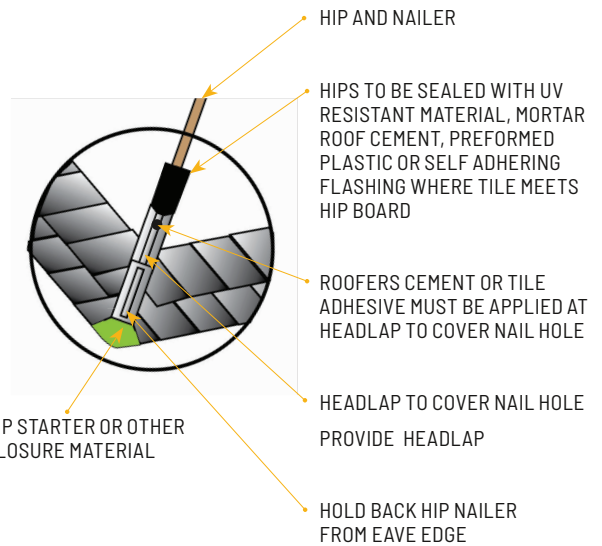 HIP AND NAILER
HIPS TO BE SEALED WITH UV
RESISTANT MATERIAL, MORTAR
ROOF CEMENT, PREFORMED
PLASTIC OR SELF ADHERING
FLASHING WHERE TILE MEETS
HIP BOARD
ROOFERS CEMENT OR TILE
ADHESIVE MUST BE APPLIED AT
HEADLAP TO COVER NAIL HOLE
HEADLAP TO COVER NAIL HOLE
PROVIDE HEADLAP
P STARTER OR OTHER
LOSURE MATERIAL
HOLD BACK HIP NAILER
FROM EAVE EDGE